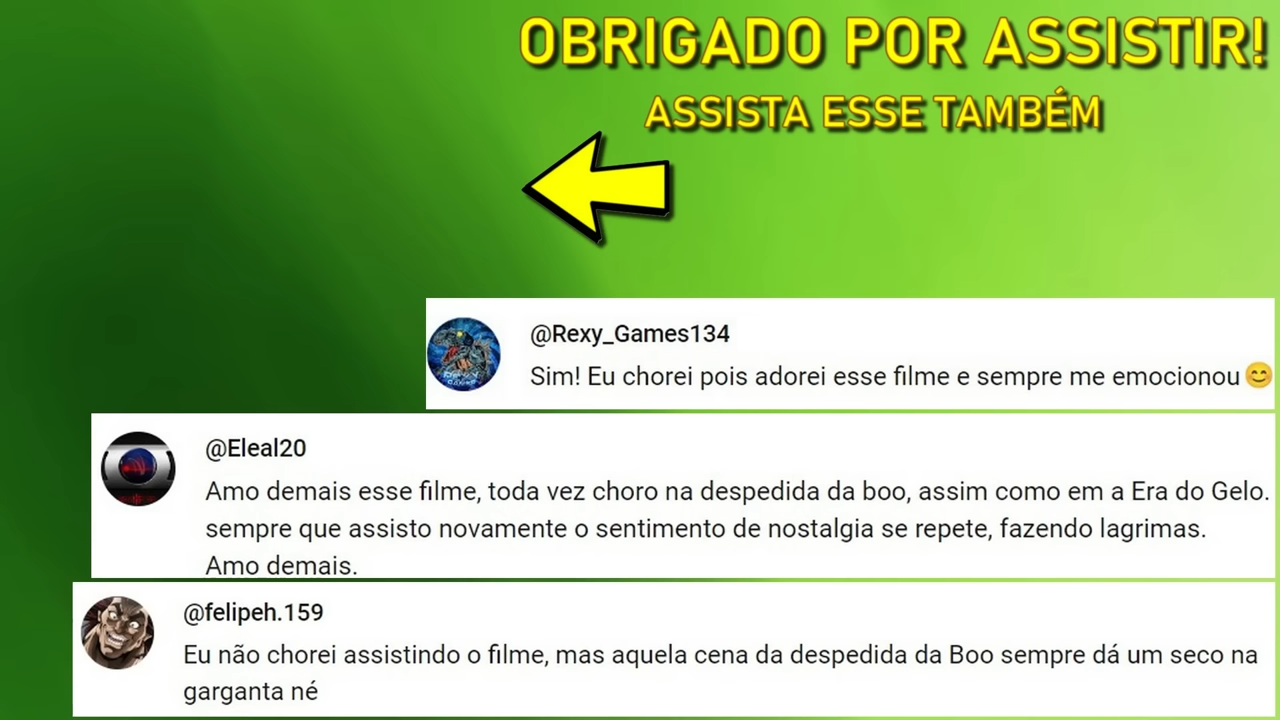 OBRIGADO POR ASSISTIR!
ASSISTA ESSE TAMBÉM
@Rexy_Games134
Sim! Eu chorei pois adorei esse filme e sempre me emocionou😊
@Eleal20
Amo demais esse filme, toda vez choro na despedida da boo, assim como em a Era do Gelo.
sempre que assisto novamente o sentimento de nostalgia se repete, fazendo lagrimas.
Amo demais.
@felipeh.159
Eu não chorei assistindo o filme, mas aquela cena da despedida da Boo sempre dá um seco na
garganta né